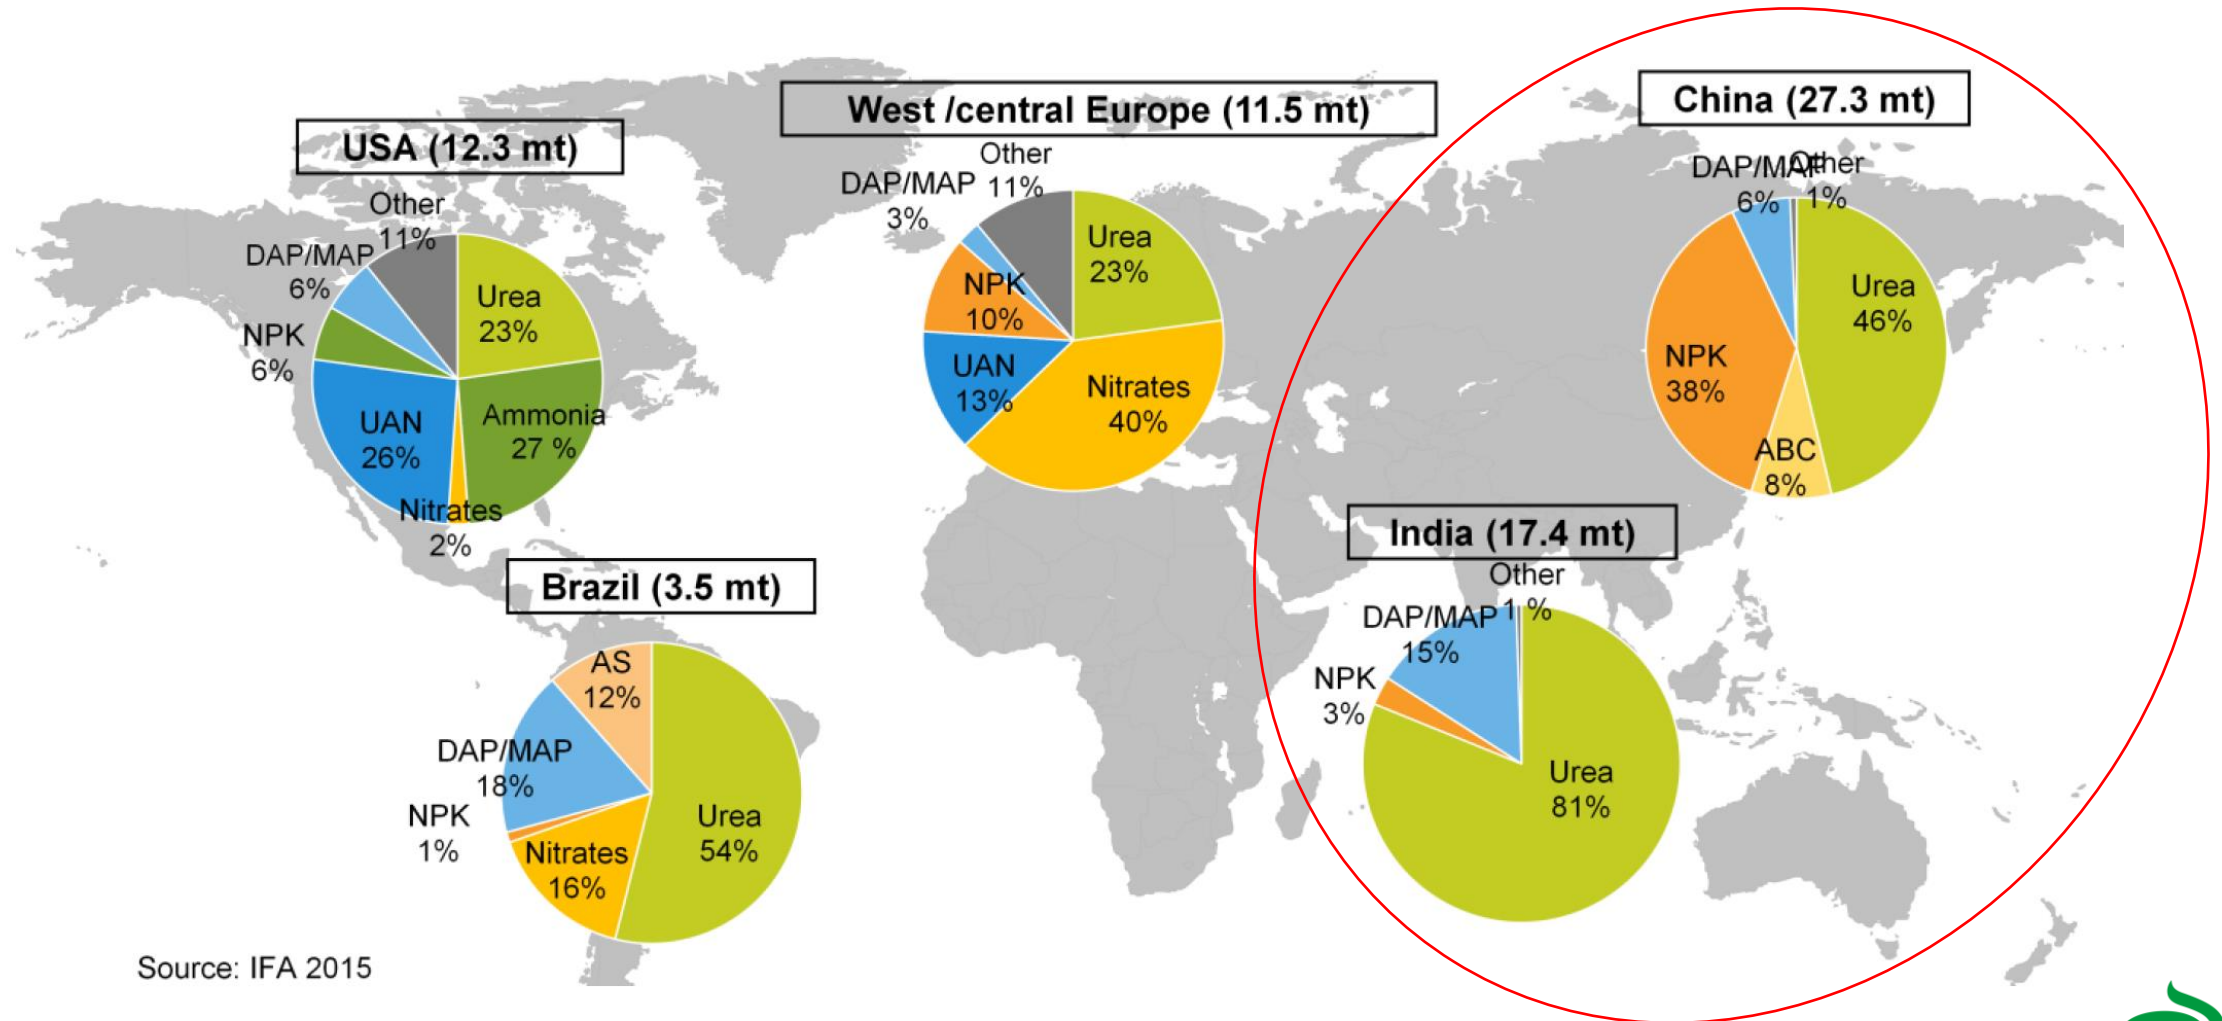 USA (12.3 mt)
Other
11%
DAP/MAP
6%
NPK
6%
Urea
23%
UAN
26%
Ammonia
27 %
Nitrates
2%
West /central Europe (11.5 mt)
Other
11%
DAP/MAP
3%
Urea
23%
NPK
10%
UAN
13%
Nitrates
40%
China (27.3 mt)
DAP/MAP
6%
Other
1%
Urea
46%
NPK
38%
ABC
8%
Brazil (3.5 mt)
AS
12%
DAP/MAP
18%
NPK
1%
Nitrates
16%
Urea
54%
India (17.4 mt)
Other
1 %
DAP/MAP
15%
NPK
3%
Urea
81%
Source: IFA 2015